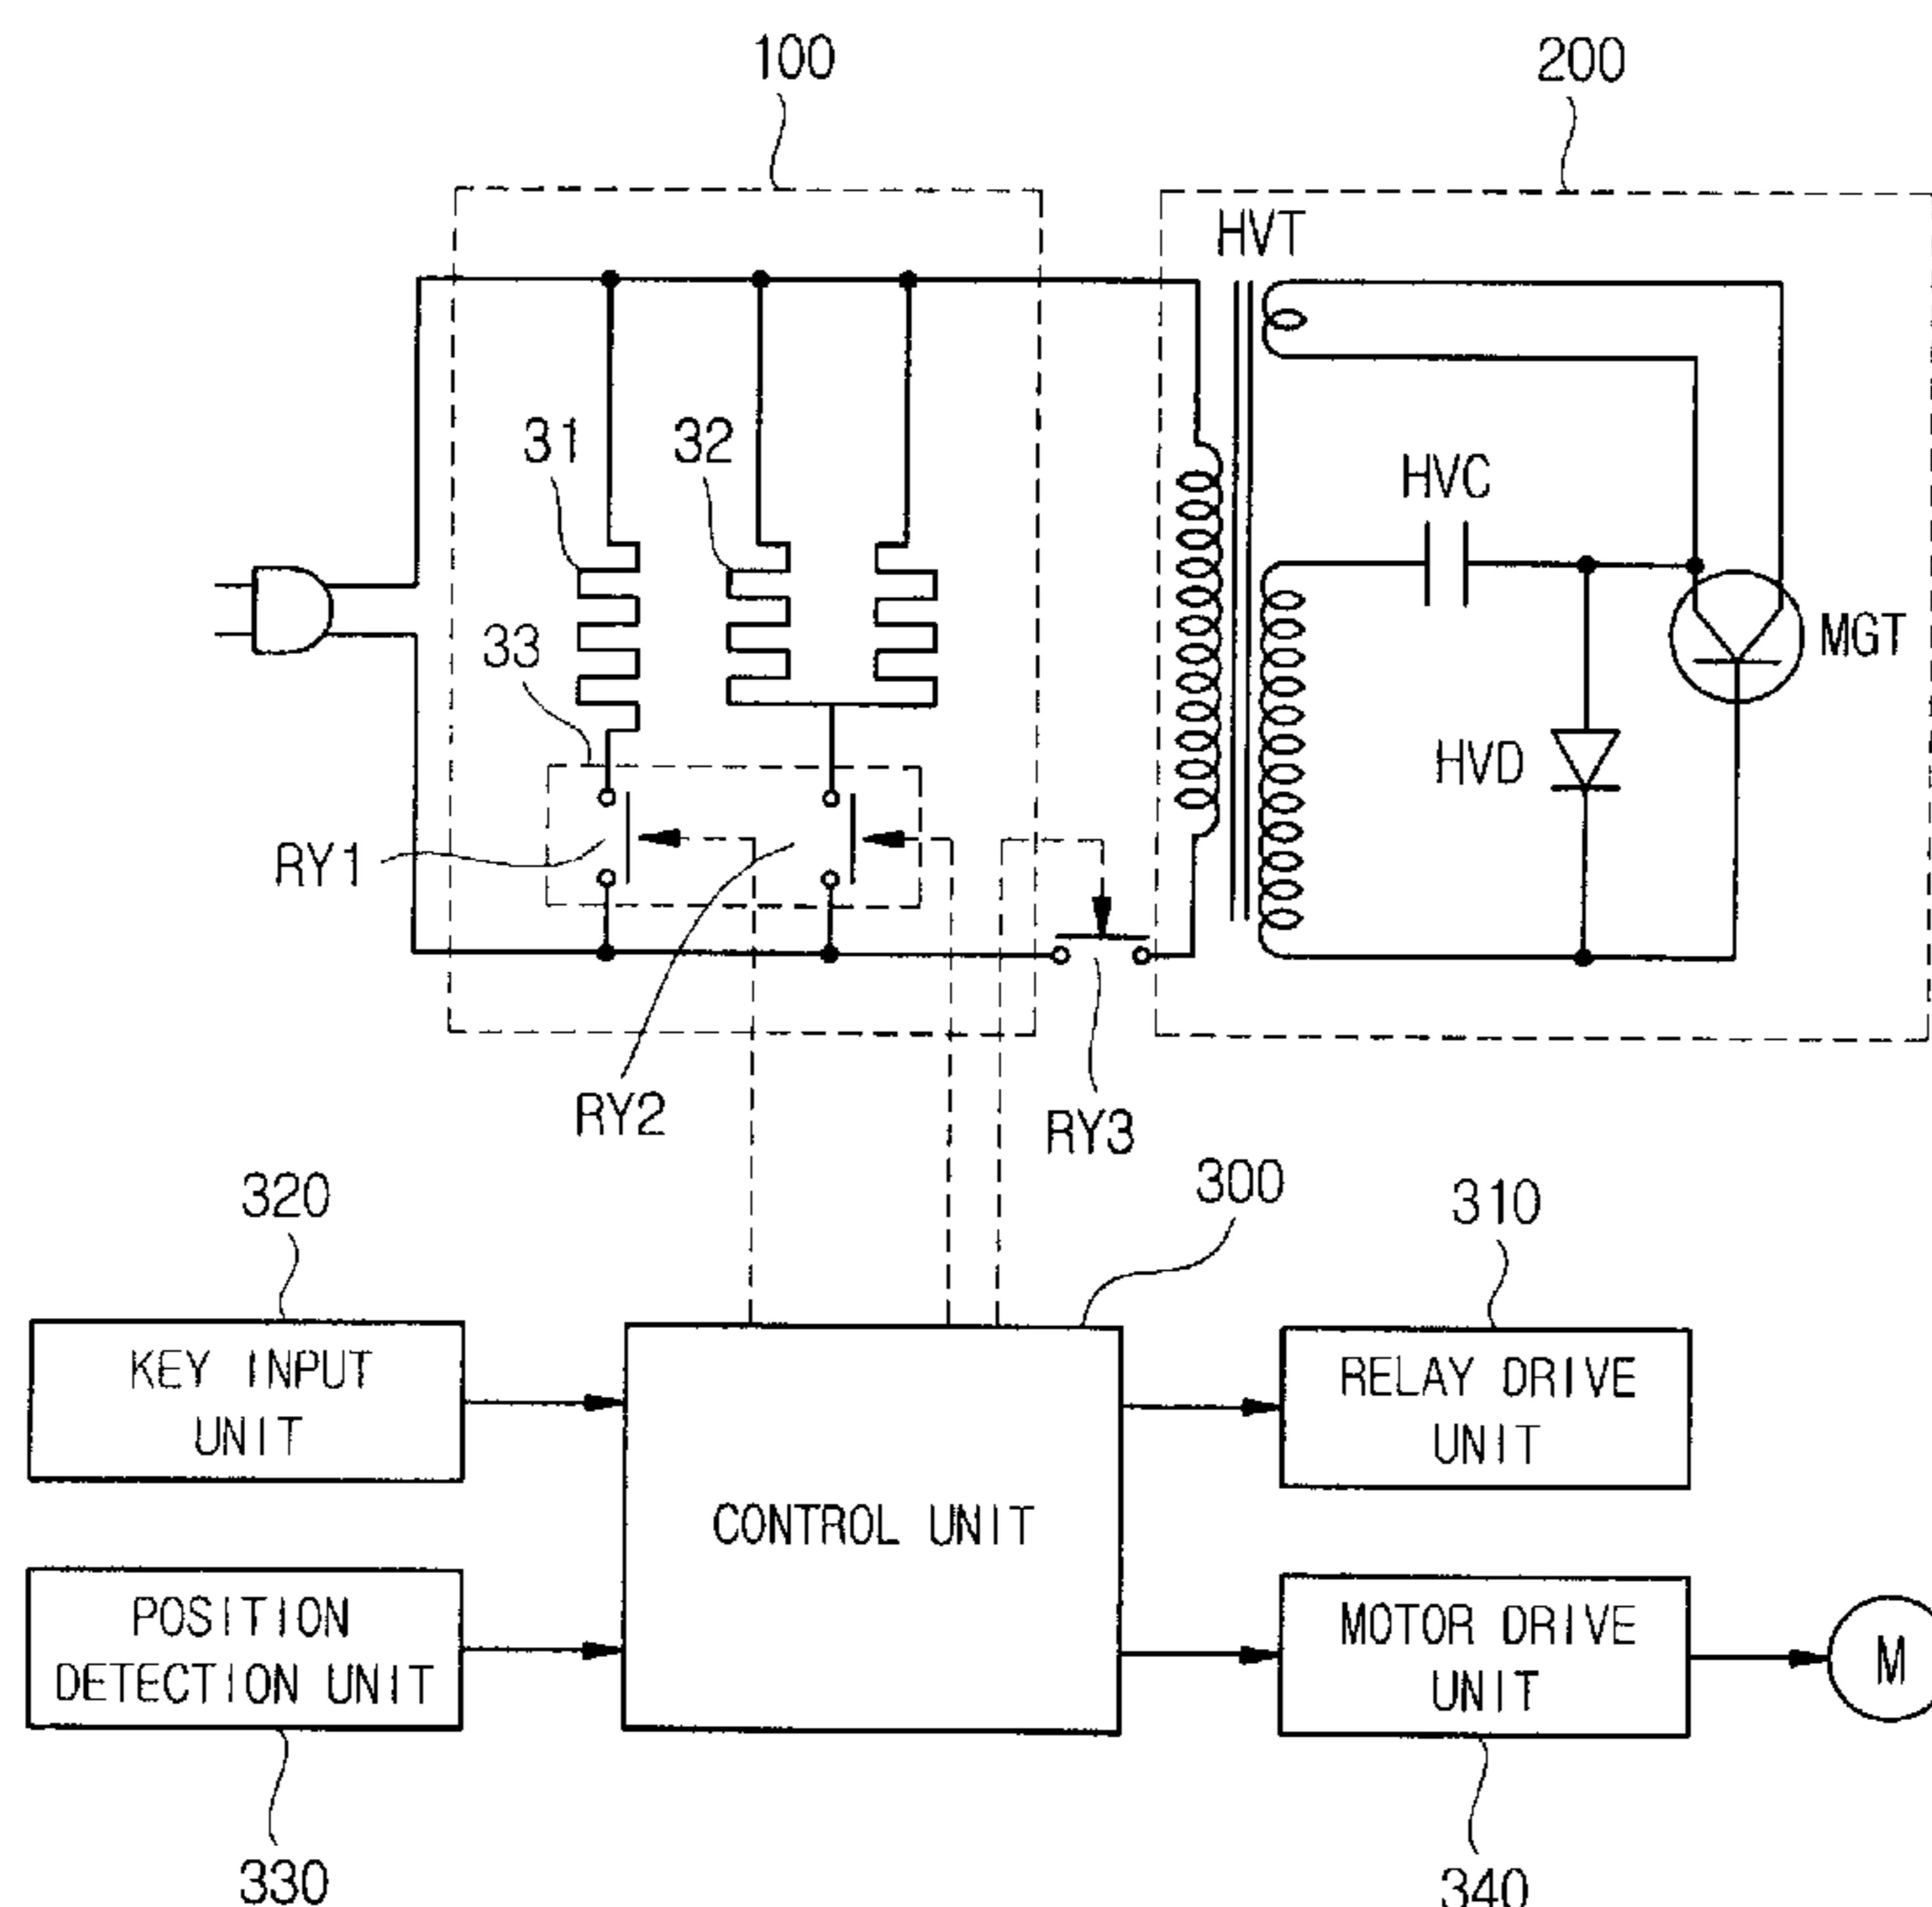 100
200
HVT
31
32
HVC
33
MGT
HVD
RY1
RY2
RY3
320
300
310
KEY INPUT
UNIT
RELAY DRIVE
UNIT
CONTROL UNIT
POSITION
DETECTION UNIT
MOTOR DRIVE
UNIT
M
330
340